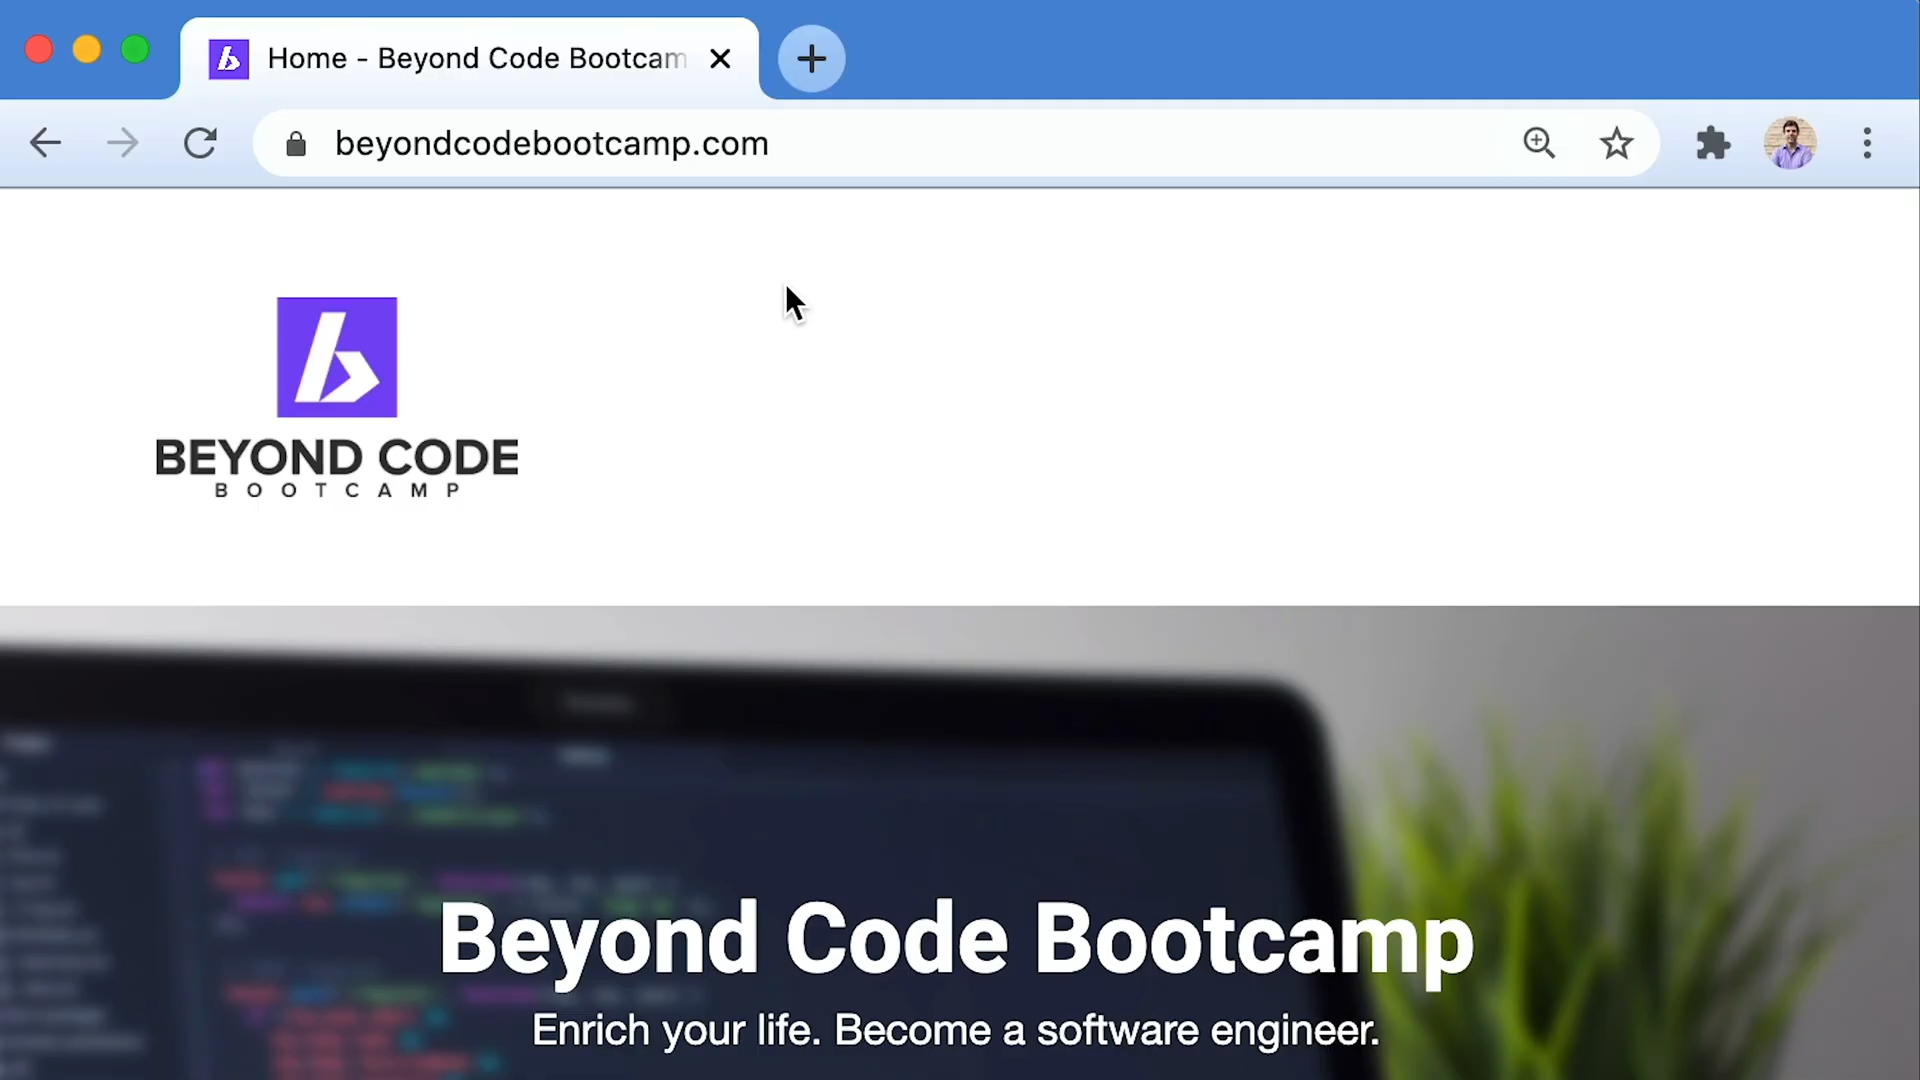 Home - Beyond Code Bootcam
beyondcodebootcamp.com
BEYOND CODE
BOOTCAMP
Beyond Code Bootcamp
Enrich your life. Become a software engineer.